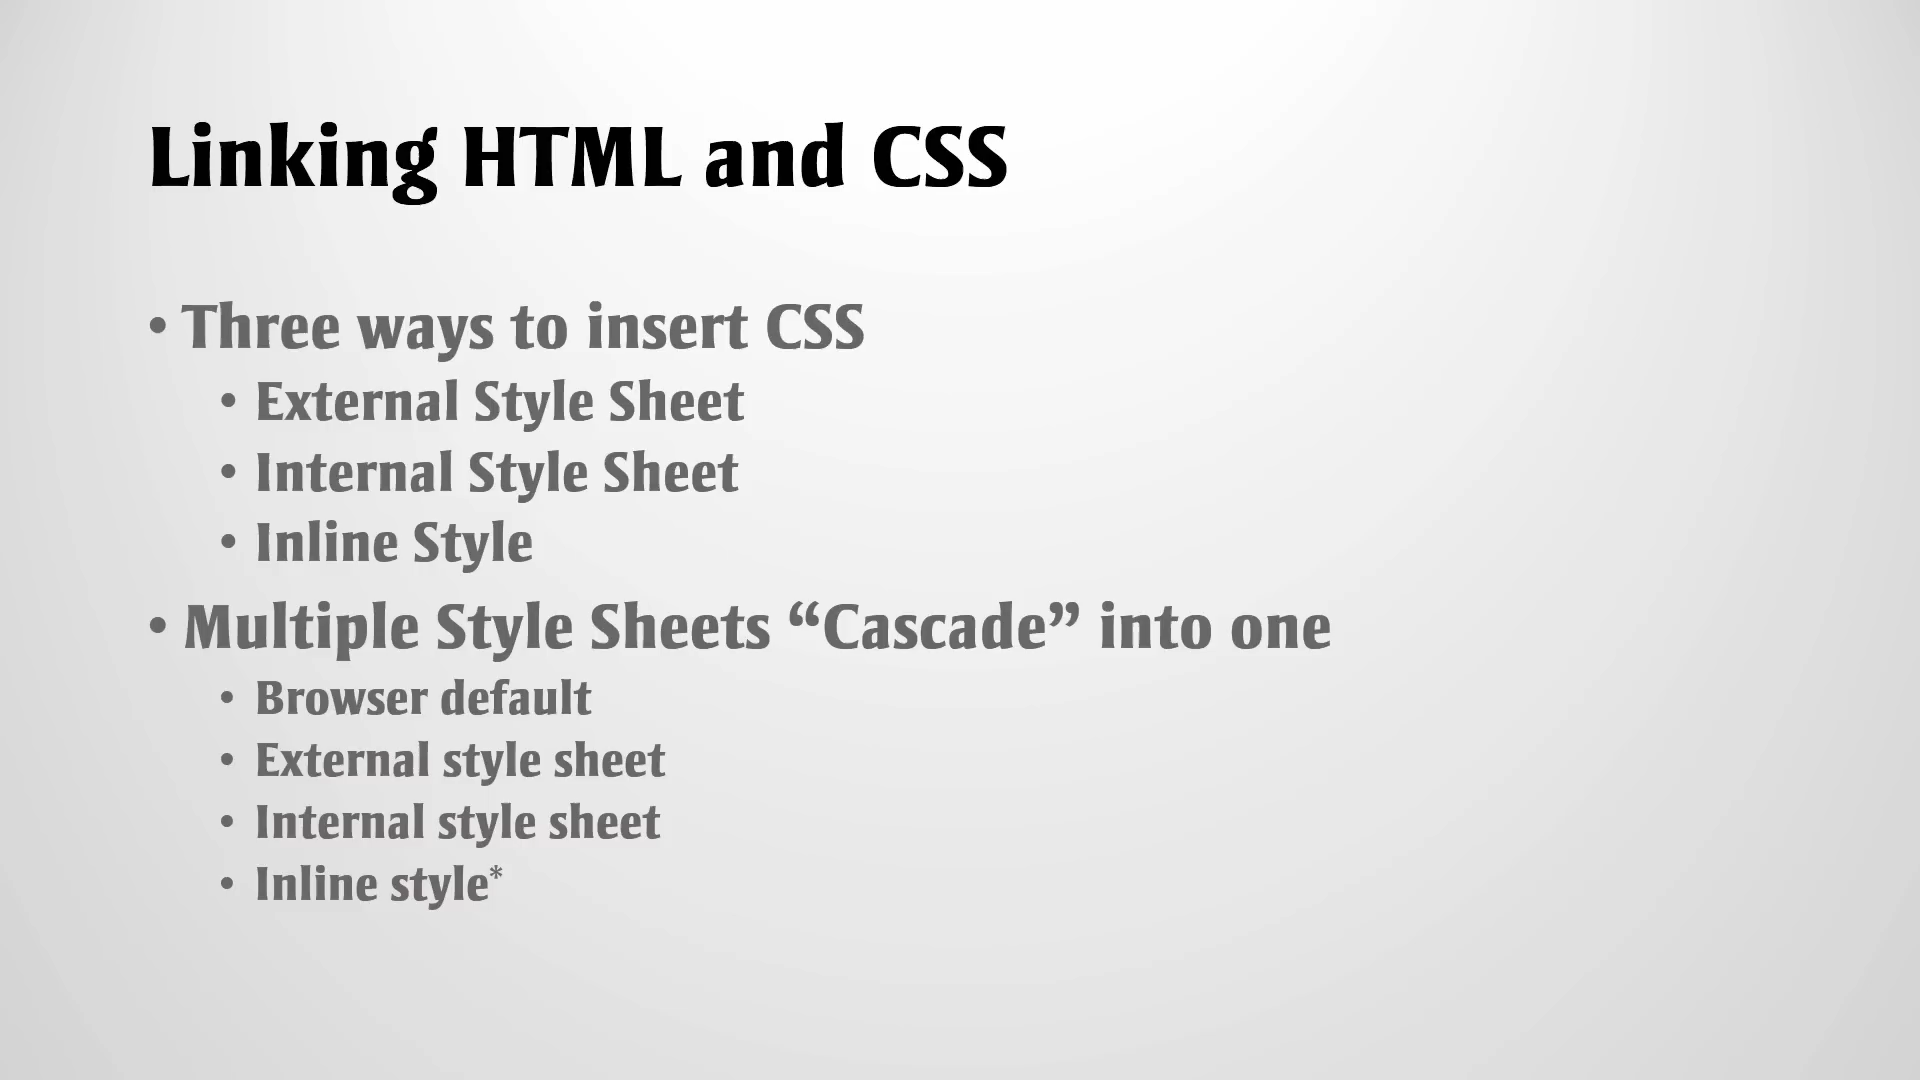 Linking HTML and CSS
• Three ways to insert CSS
• External Style Sheet
• Internal Style Sheet
• Inline Style
• Multiple Style Sheets “Cascade” into one
• Browser default
• External style sheet
• Internal style sheet
• Inline style*